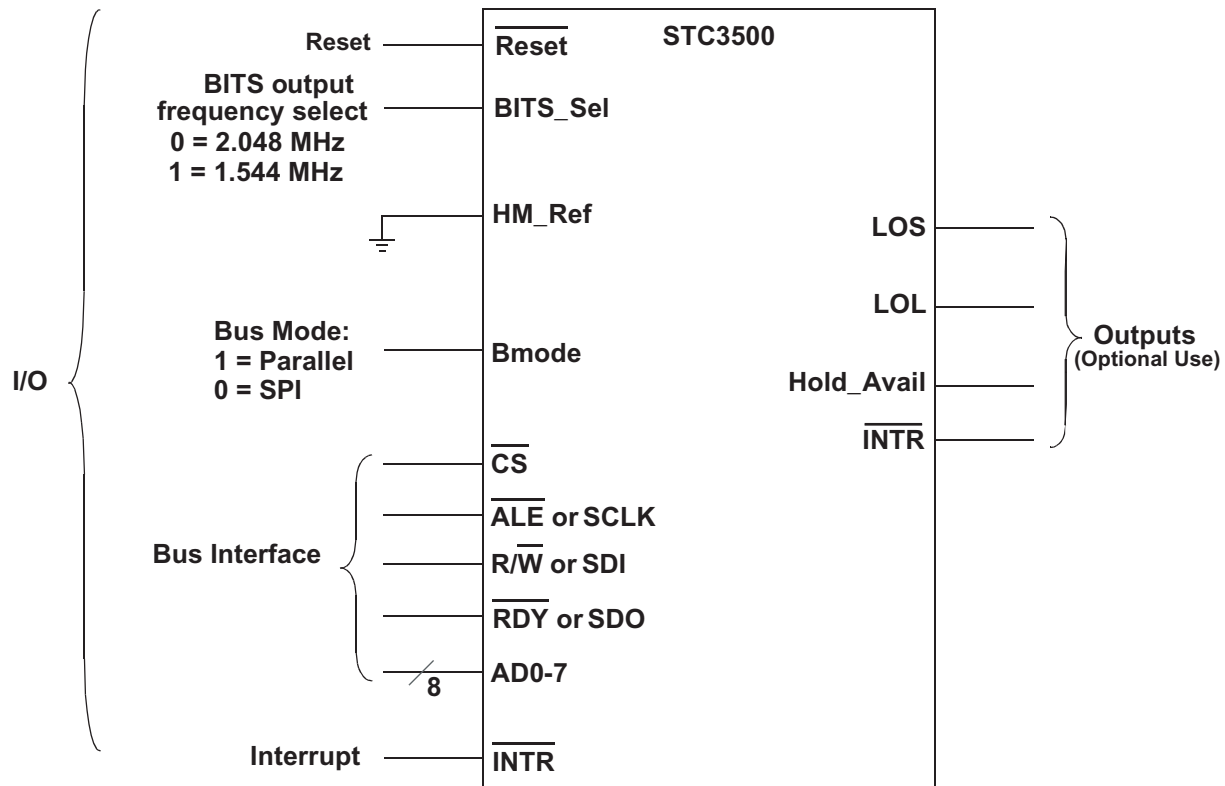 STC3500
Reset
Reset
BITS output
frequency select
0 = 2.048 MHz
1 = 1.544 MHz
BITS_Sel
HM_Ref
Bus Mode:
1 = Parallel
0 = SPI
Bmode
I/O
Bus Interface
CS
ALE or SCLK
R/W or SDI
RDY or SDO
8
AD0-7
Interrupt
INTR
LOS
LOL
Hold_Avail
INTR
Outputs
(Optional Use)